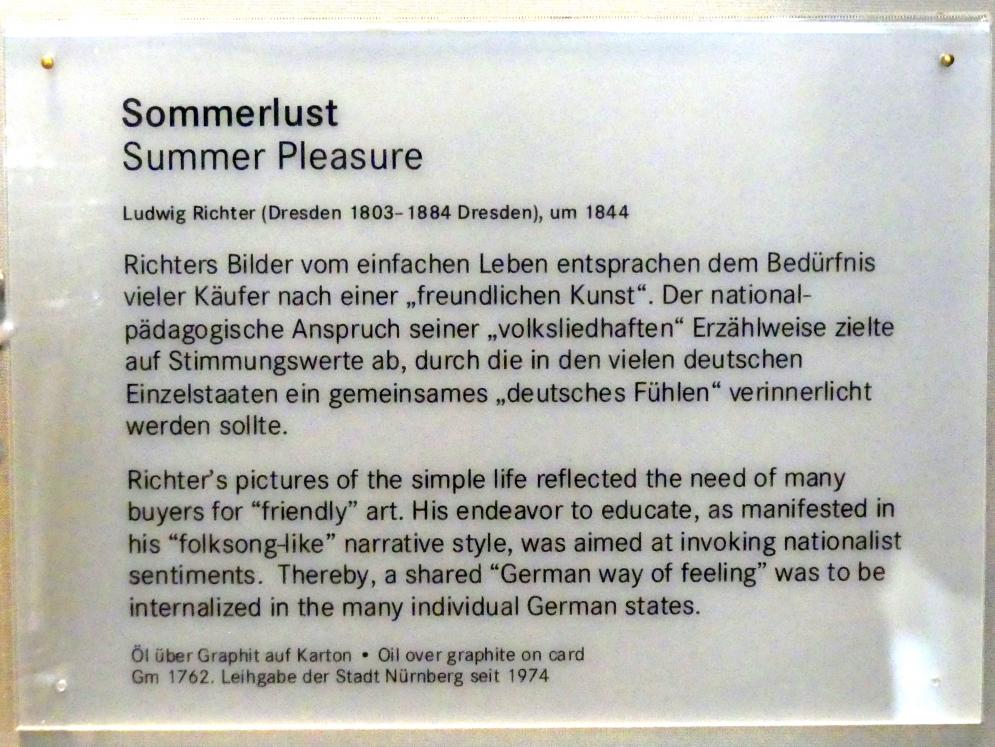 Sommerlust
Summer Pleasure
Ludwig Richter (Dresden 1803–1884 Dresden), um 1844
Richters Bilder vom einfachen Leben entsprachen dem Bedürfnis
vieler Käufer nach einer „freundlichen Kunst“. Der national-
pädagogische Anspruch seiner „volksliedhaften“ Erzählweise zielte
auf Stimmungswerte ab, durch die in den vielen deutschen
Einzelstaaten ein gemeinsames „deutsches Fühlen“ verinnerlicht
werden sollte.
Richter’s pictures of the simple life reflected the need of many
buyers for “friendly” art. His endeavor to educate, as manifested in
his “folksong-like” narrative style, was aimed at invoking nationalist
sentiments. Thereby, a shared “German way of feeling” was to be
internalized in the many individual German states.
Öl über Graphit auf Karton • Oil over graphite on card
Gm 1762. Leihgabe der Stadt Nürnberg seit 1974